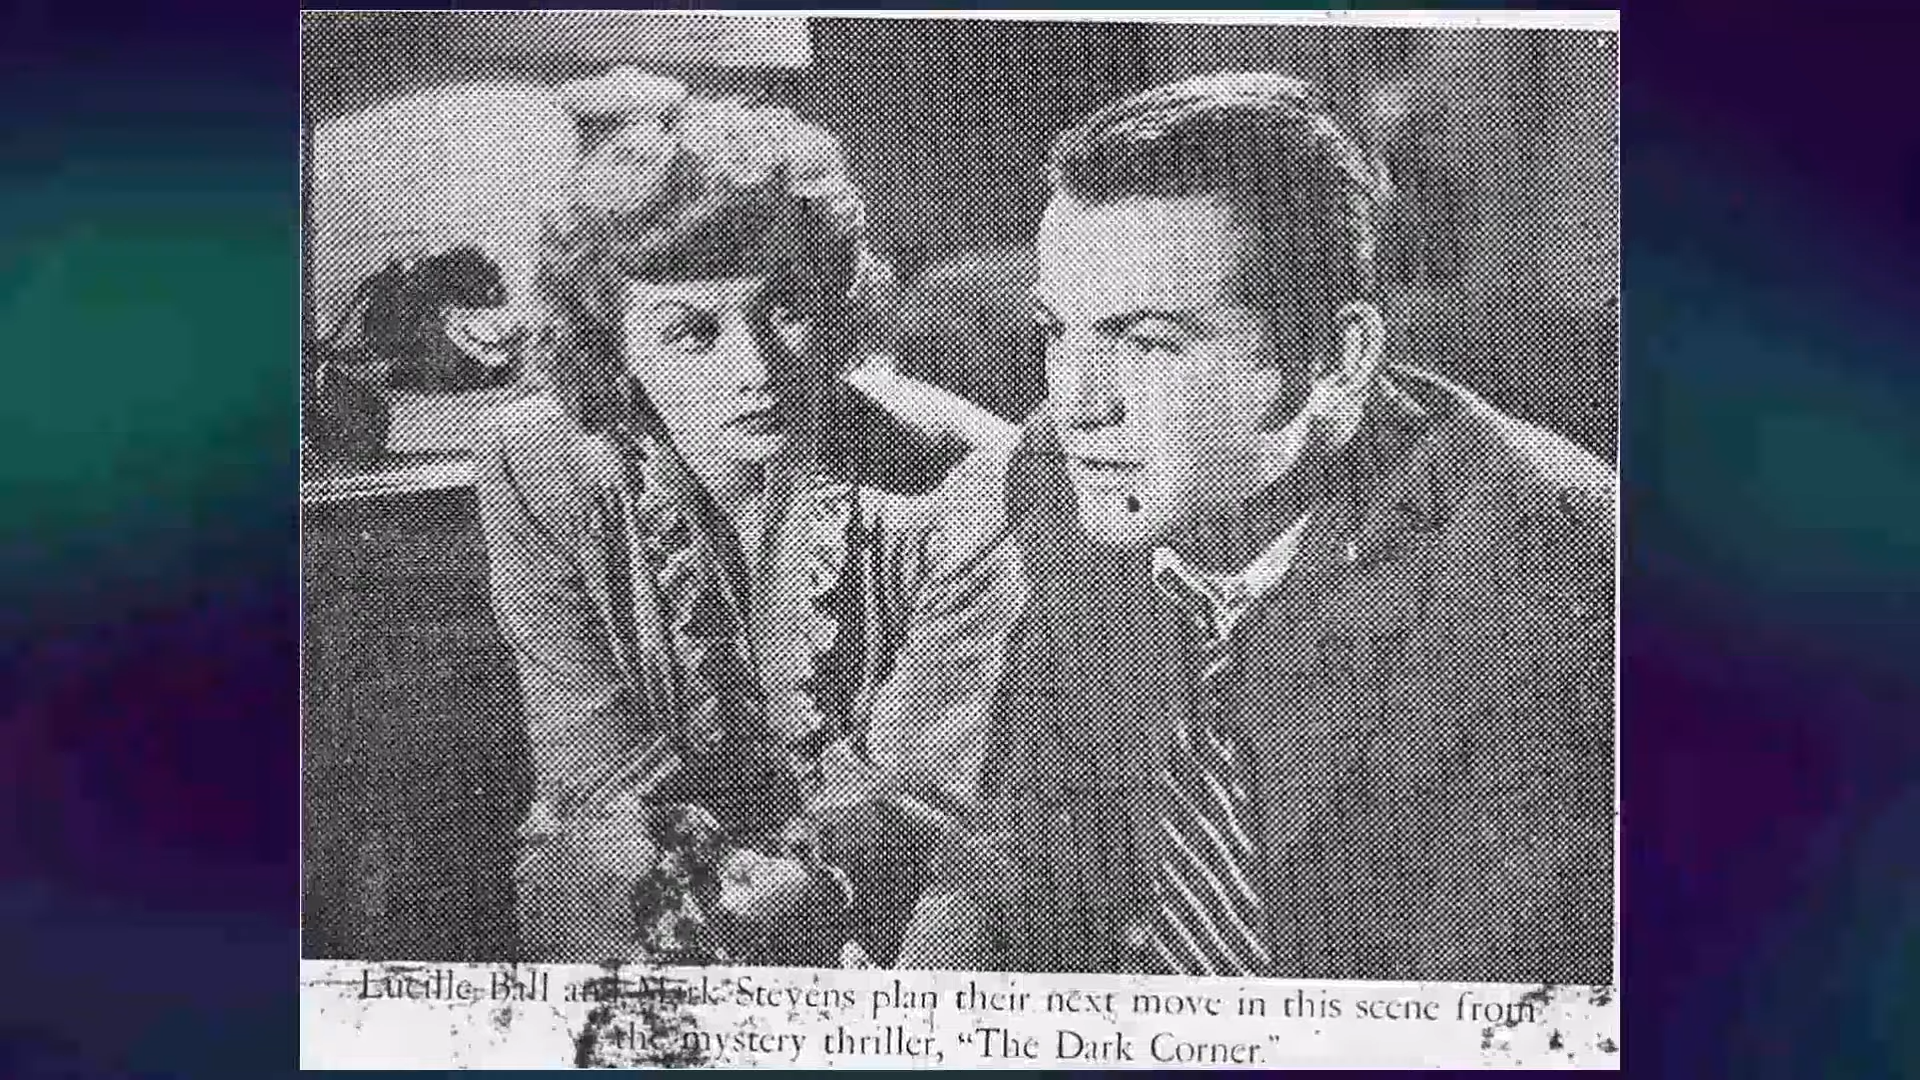 Lucille Ball and Mark Stevens plan their next move in this scene from
the mystery thriller, “The Dark Corner.”